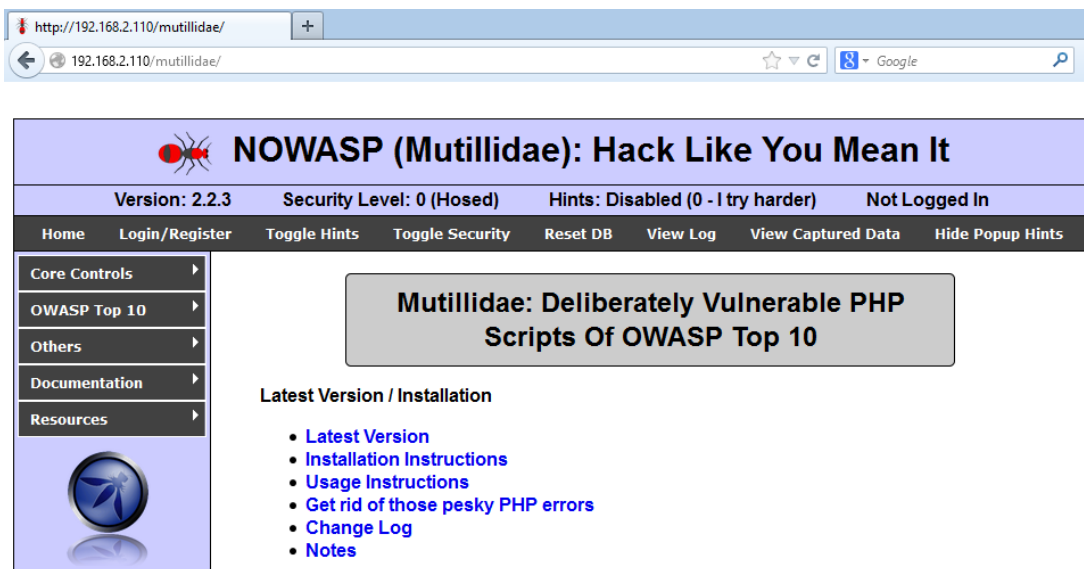 http://192.168.2.110/mutillidae/ +
192.168.2.110/mutillidae/ 8 Google
NOWASP (Mutillidae): Hack Like You Mean It
Version: 2.2.3 Security Level: 0 (Hosed) Hints: Disabled (0 - I try harder) Not Logged In
Home Login/Register Toggle Hints Toggle Security Reset DB View Log View Captured Data Hide Popup Hints
Core Controls
OWASP Top 10
Others
Documentation
Resources
Mutillidae: Deliberately Vulnerable PHP
Scripts Of OWASP Top 10
Latest Version / Installation
• Latest Version
• Installation Instructions
• Usage Instructions
• Get rid of those pesky PHP errors
• Change Log
• Notes